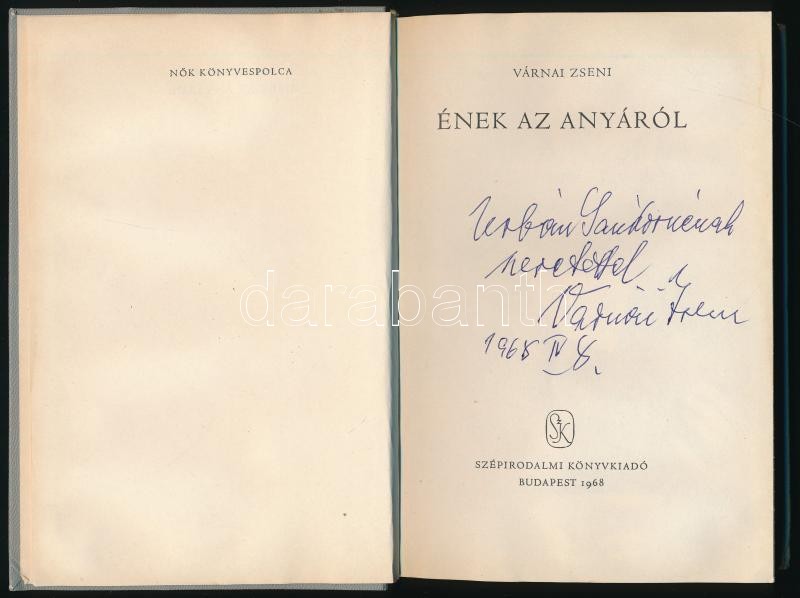 NŐK KÖNYVESPOLCA
VÁRNAI ZSENI
ÉNEK AZ ANYÁRÓL
Urbán Sándornénak
szeretettel
Várnai Zseni
1968 IV 8.
darabanth
SZK
SZÉPIRODALMI KÖNYVKIADÓ
BUDAPEST 1968